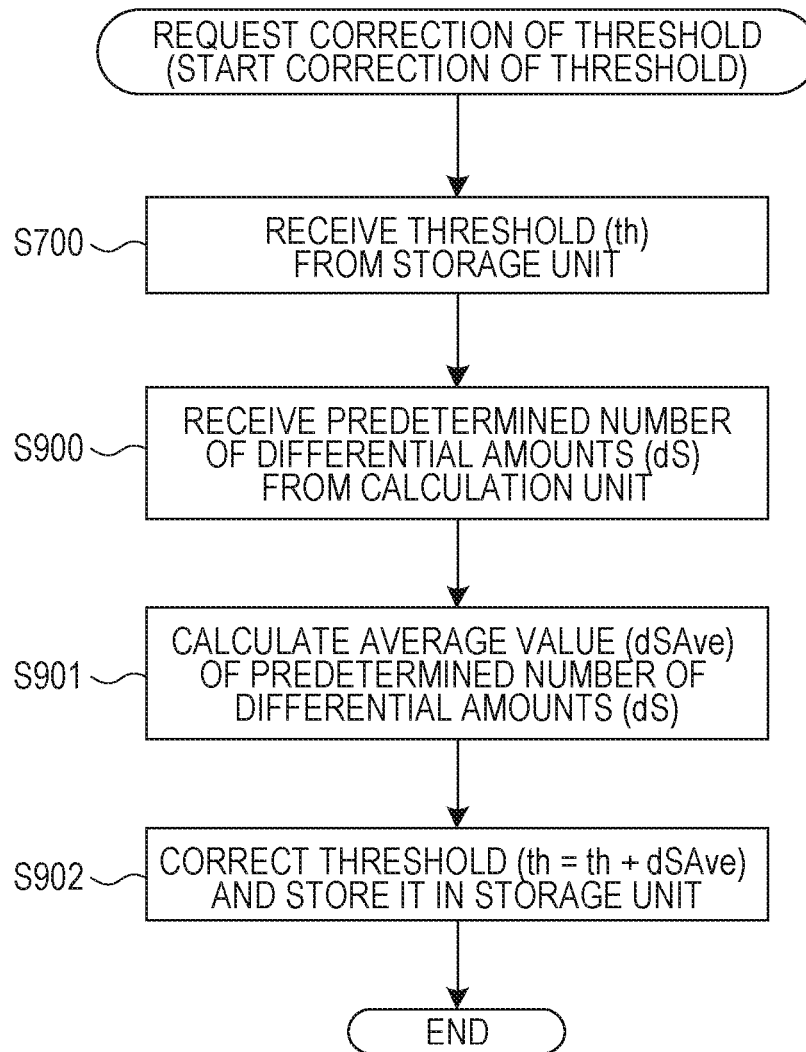 REQUEST CORRECTION OF THRESHOLD
(START CORRECTION OF THRESHOLD)
S700
RECEIVE THRESHOLD (th)
FROM STORAGE UNIT
S900
RECEIVE PREDETERMINED NUMBER
OF DIFFERENTIAL AMOUNTS (dS)
FROM CALCULATION UNIT
S901
CALCULATE AVERAGE VALUE (dSAve)
OF PREDETERMINED NUMBER OF
DIFFERENTIAL AMOUNTS (dS)
S902
CORRECT THRESHOLD (th = th + dSAve)
AND STORE IT IN STORAGE UNIT
END